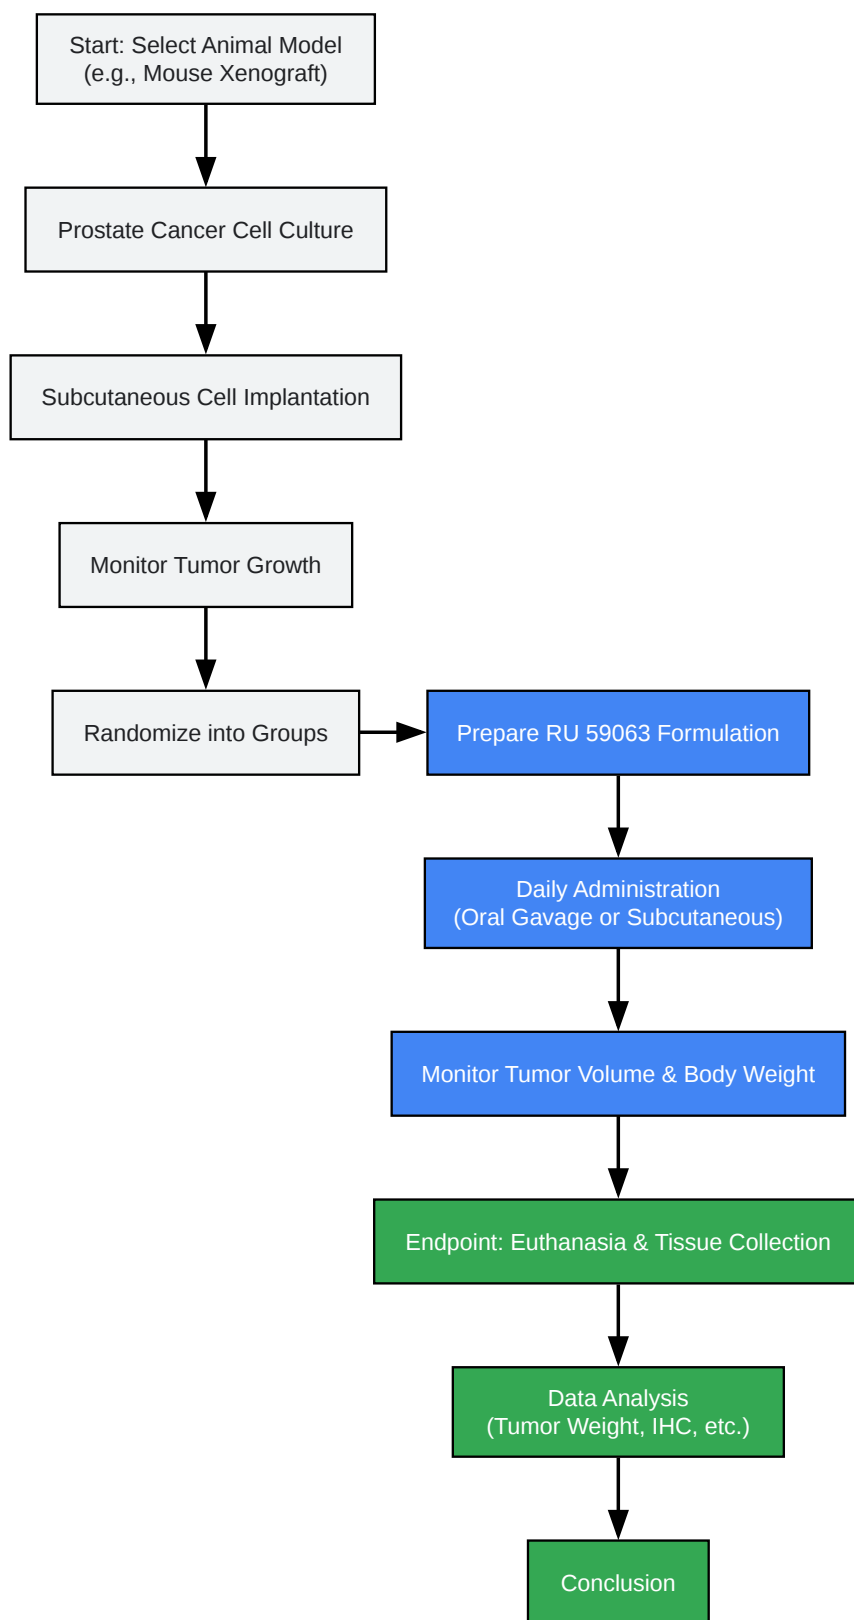 Start: Select Animal Model
(e.g., Mouse Xenograft)
Prostate Cancer Cell Culture
Subcutaneous Cell Implantation
Monitor Tumor Growth
Randomize into Groups
Prepare RU 59063 Formulation
Daily Administration
(Oral Gavage or Subcutaneous)
Monitor Tumor Volume & Body Weight
Endpoint: Euthanasia & Tissue Collection
Data Analysis
(Tumor Weight, IHC, etc.)
Conclusion